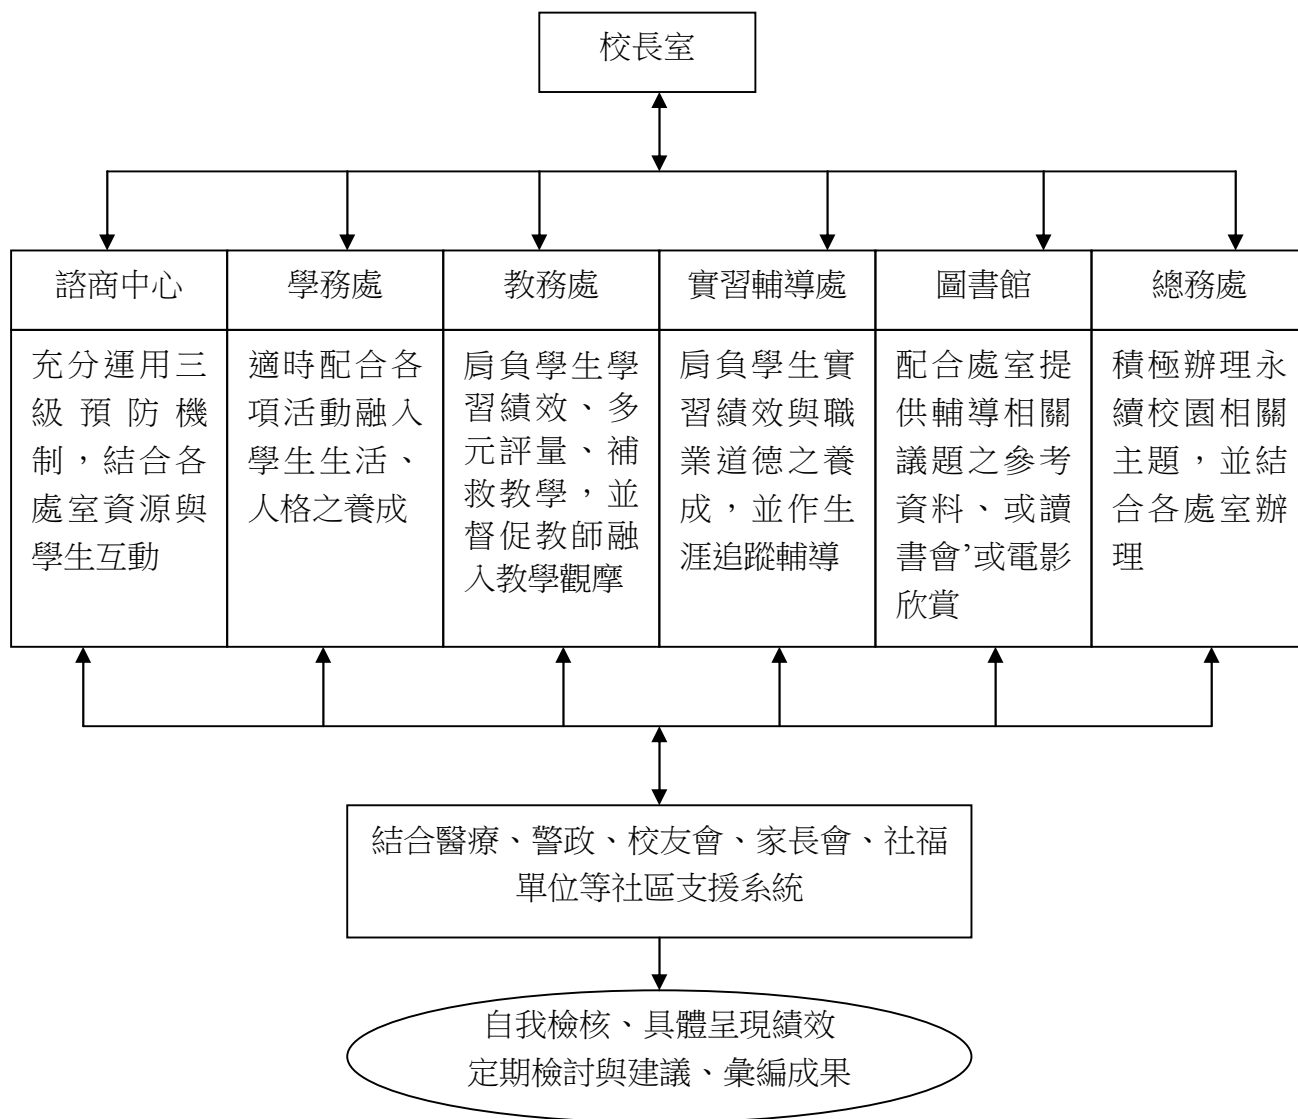 校長室
諮商中心
學務處
教務處
實習輔導處
圖書館
總務處
充分運用三
級預防機
制，結合各
處室資源與
學生互動
適時配合各
項活動融入
學生生活、
人格之養成
肩負學生學
習績效、多
元評量、補
救教學，並
督促教師融
入教學觀摩
肩負學生實
習績效與職
業道德之養
成，並作生
涯追蹤輔導
配合處室提
供輔導相關
議題之參考
資料、或讀
書會’或電影
欣賞
積極辦理永
續校園相關
主題，並結
合各處室辦
理
結合醫療、警政、校友會、家長會、社福
單位等社區支援系統
自我檢核、具體呈現績效
定期檢討與建議、彙編成果